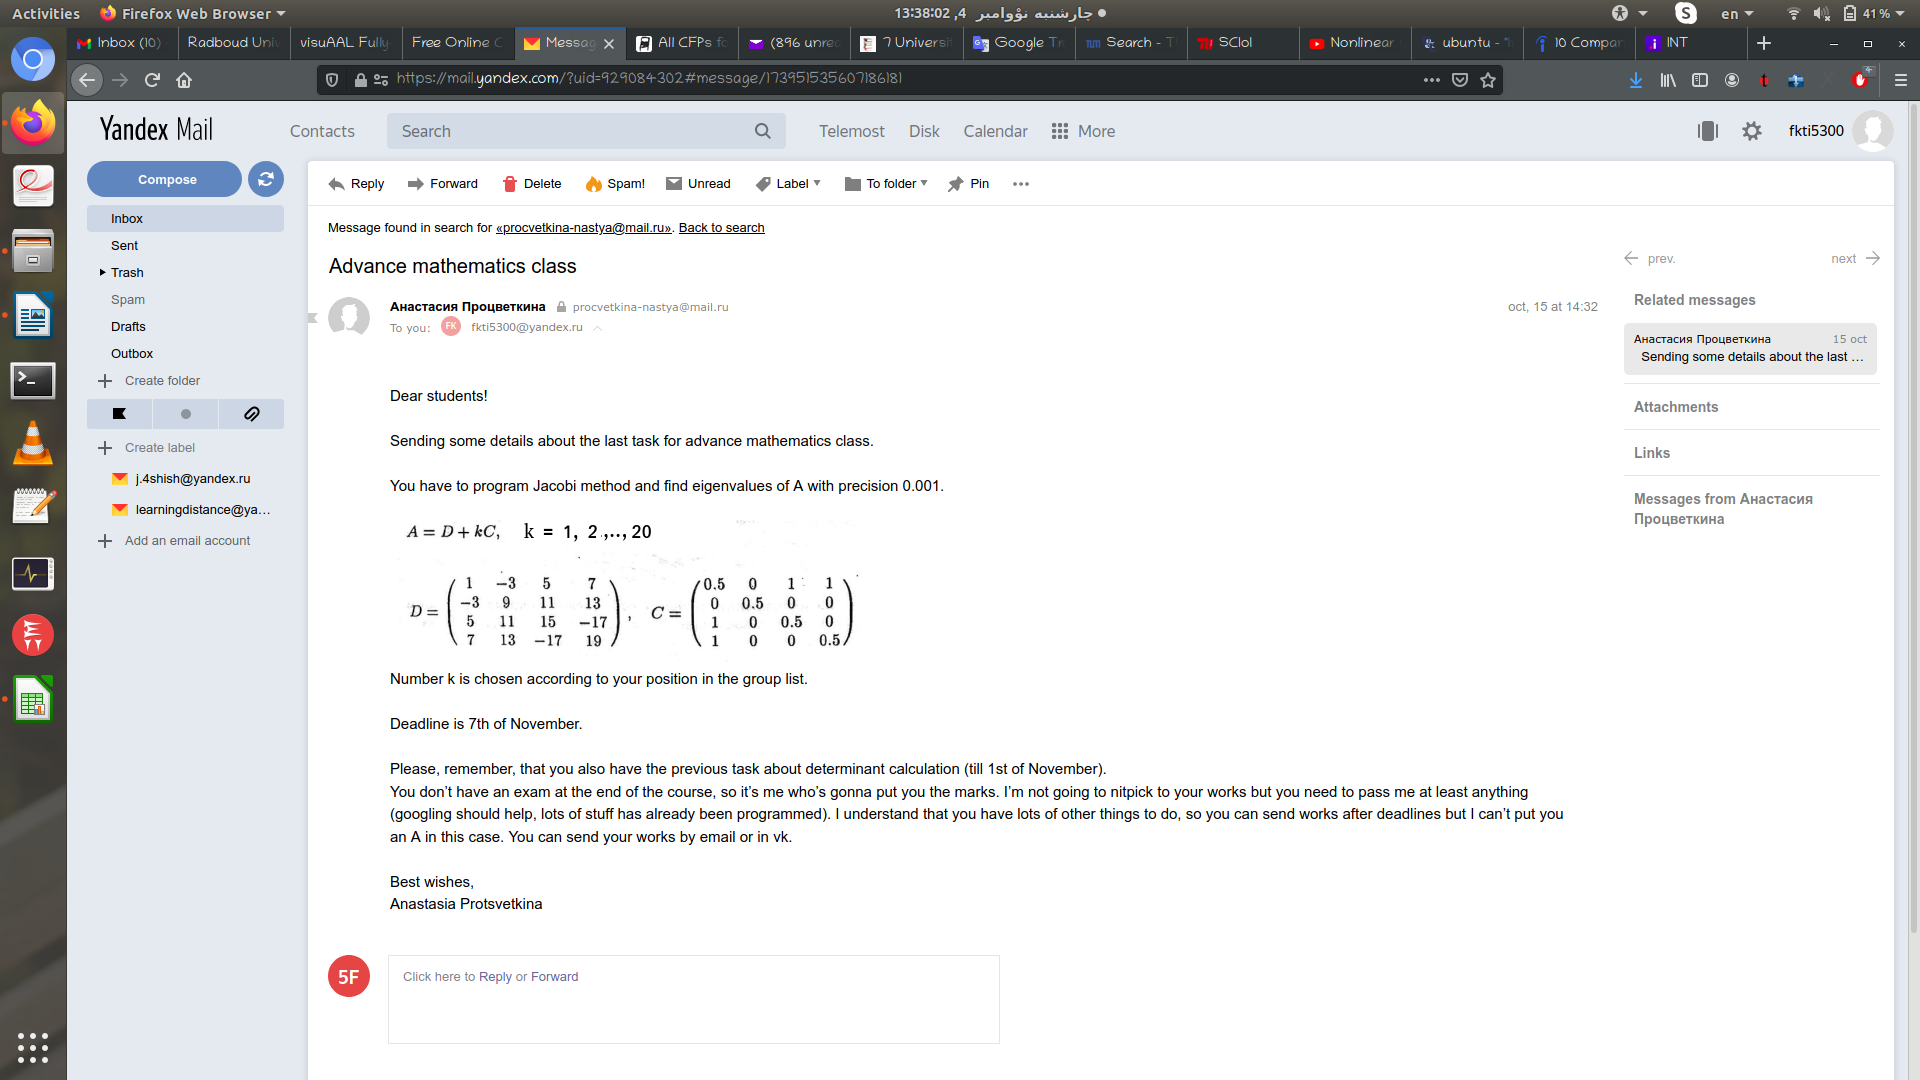 Activities Firefox Web Browser چارشنبه نۆوامبر 4, 13:38:02 en 41%
Inbox (10) Radboud Uni visuAAL Fully Free Online C Messag All CFPs fo (896 unrea 7 Universi Google Tr Search - T SCIoI Nonlinear ubuntu - 10 Compar INT
https://mail.yandex.com/?uid=929084302#message/173951535607186181
Yandex Mail Contacts Search Telemost Disk Calendar More fkti5300
Compose
Reply Forward Delete Spam! Unread Label To folder Pin
Inbox
Sent
Trash
Spam
Drafts
Outbox
Create folder
Create label
j.4shish@yandex.ru
learningdistance@ya...
Add an email account
Message found in search for «procvetkina-nastya@mail.ru». Back to search
Advance mathematics class
Анастасия Процветкина procvetkina-nastya@mail.ru oct, 15 at 14:32
To you: FK fkti5300@yandex.ru
Dear students!
Sending some details about the last task for advance mathematics class.
You have to program Jacobi method and find eigenvalues of A with precision 0.001.
A = D + kC, k = 1, 2 ,.., 20
D = ( 1 −3 5 7
−3 9 11 13
5 11 15 −17
7 13 −17 19 ) ,
C = ( 0.5 0 1 1
0 0.5 0 0
1 0 0.5 0
1 0 0 0.5 )
Number k is chosen according to your position in the group list.
Deadline is 7th of November.
Please, remember, that you also have the previous task about determinant calculation (till 1st of November).
You don’t have an exam at the end of the course, so it’s me who’s gonna put you the marks. I’m not going to nitpick to your works but you need to pass me at least anything
(googling should help, lots of stuff has already been programmed). I understand that you have lots of other things to do, so you can send works after deadlines but I can’t put you
an A in this case. You can send your works by email or in vk.
Best wishes,
Anastasia Protsvetkina
5F Click here to Reply or Forward
prev. next
Related messages
Анастасия Процветкина 15 oct
Sending some details about the last ...
Attachments
Links
Messages from Анастасия
Процветкина